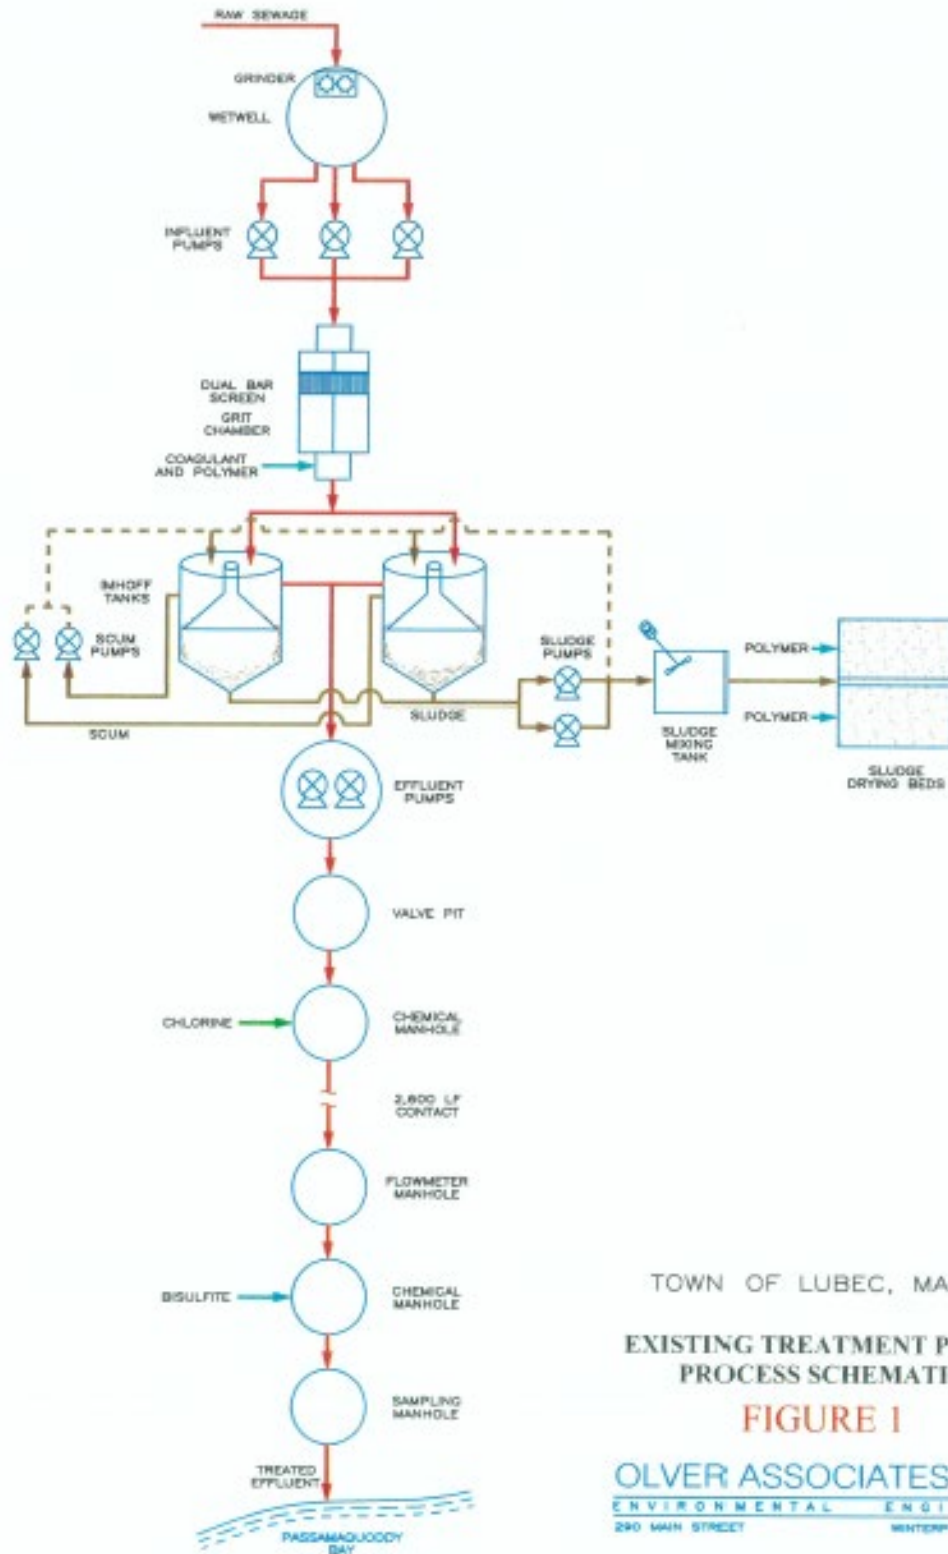 RAW SEWAGE
GRINDER
WETWELL
INFLUENT
PUMPS
DUAL BAR
SCREEN
GRIT
CHAMBER
COAGULANT
AND POLYMER
IMHOFF
TANKS
SCUM
PUMPS
SCUM
SLUDGE
SLUDGE
PUMPS
SLUDGE
MIXING
TANK
POLYMER
POLYMER
SLUDGE
DRYING BEDS
EFFLUENT
PUMPS
VALVE PIT
CHLORINE
CHEMICAL
MANHOLE
2,600 LF
CONTACT
FLOWMETER
MANHOLE
BISULFITE
CHEMICAL
MANHOLE
SAMPLING
MANHOLE
TREATED
EFFLUENT
PASSAMAQUODDY
BAY
TOWN OF LUBEC, MA
EXISTING TREATMENT P
PROCESS SCHEMATI
FIGURE 1
OLVER ASSOCIATES
ENVIRONMENTAL ENGI
290 MAIN STREET WINTERP